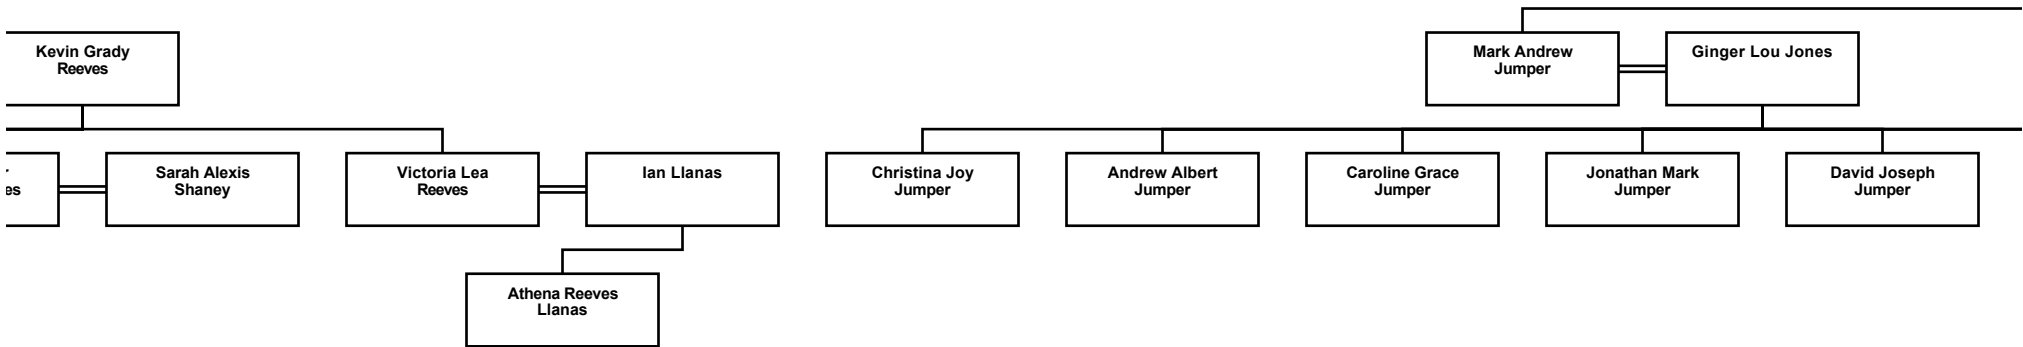 Kevin Grady
Reeves
Mark Andrew
Jumper
Ginger Lou Jones
Sarah Alexis
Shaney
Victoria Lea
Reeves
Ian Llanas
Christina Joy
Jumper
Andrew Albert
Jumper
Caroline Grace
Jumper
Jonathan Mark
Jumper
David Joseph
Jumper
Athena Reeves
Llanas